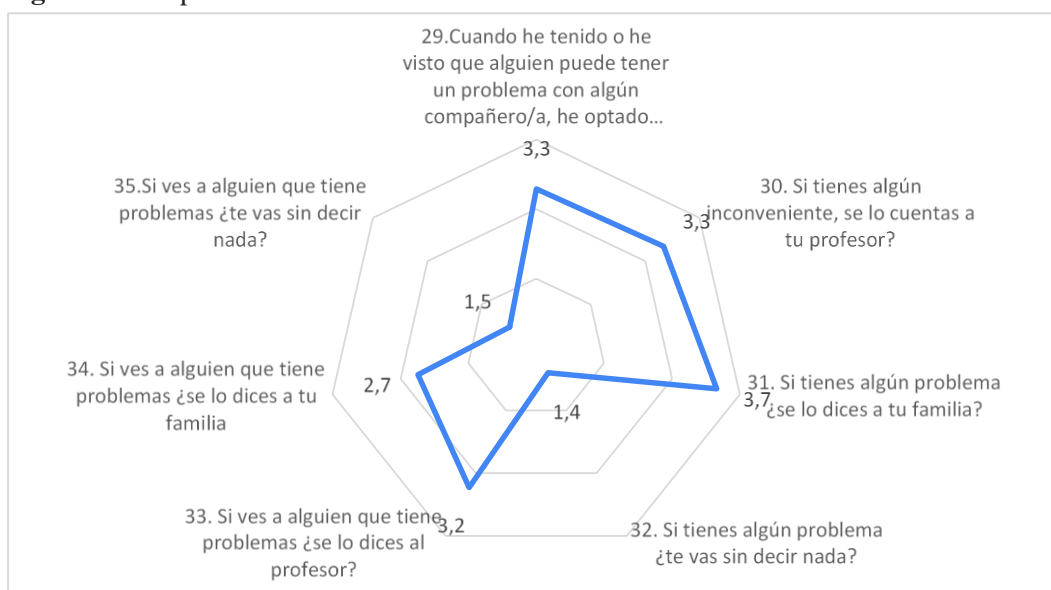 29.Cuando he tenido o he
visto que alguien puede tener
un problema con algún
compañero/a, he optado...
3,3
30. Si tienes algún
inconveniente, se lo cuentas a
tu profesor?
3,3
31. Si tienes algún problema
¿se lo dices a tu familia?
3,7
32. Si tienes algún problema
¿te vas sin decir nada?
1,4
33. Si ves a alguien que tiene
problemas ¿se lo dices al
profesor?
3,2
34. Si ves a alguien que tiene
problemas ¿se lo dices a tu
familia
2,7
35.Si ves a alguien que tiene
problemas ¿te vas sin decir
nada?
1,5